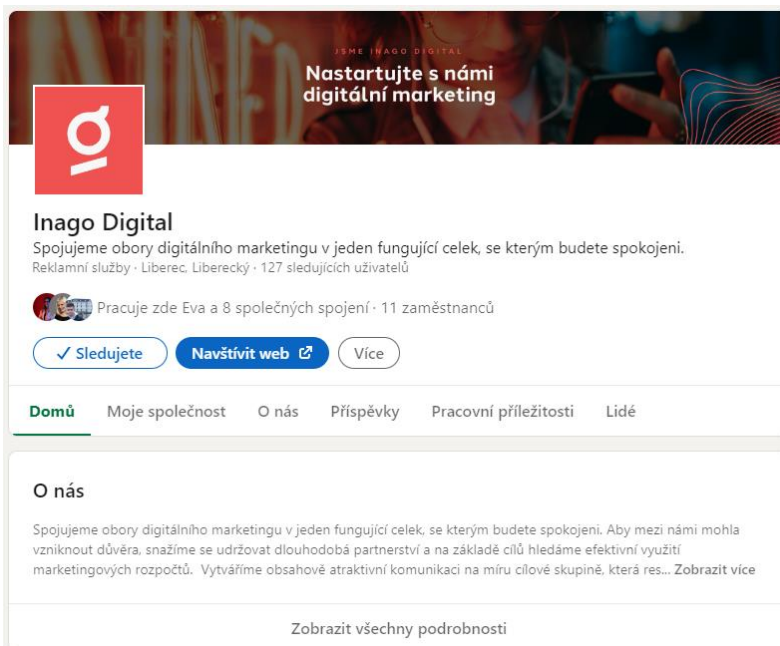 JSME INAGO DIGITAL
Nastartujte s námi
digitální marketing
g
Inago Digital
Spojujeme obory digitálního marketingu v jeden fungující celek, se kterým budete spokojeni.
Reklamní služby · Liberec, Liberecký · 127 sledujících uživatelů
Pracuje zde Eva a 8 společných spojení · 11 zaměstnanců
✓ Sledujete Navštívit web Více
Domů Moje společnost O nás Příspěvky Pracovní příležitosti Lidé
O nás
Spojujeme obory digitálního marketingu v jeden fungující celek, se kterým budete spokojeni. Aby mezi námi mohla
vzniknout důvěra, snažíme se udržovat dlouhodobá partnerství a na základě cílů hledáme efektivní využití
marketingových rozpočtů. Vytváříme obsahově atraktivní komunikaci na míru cílové skupině, která res... Zobrazit více
Zobrazit všechny podrobnosti